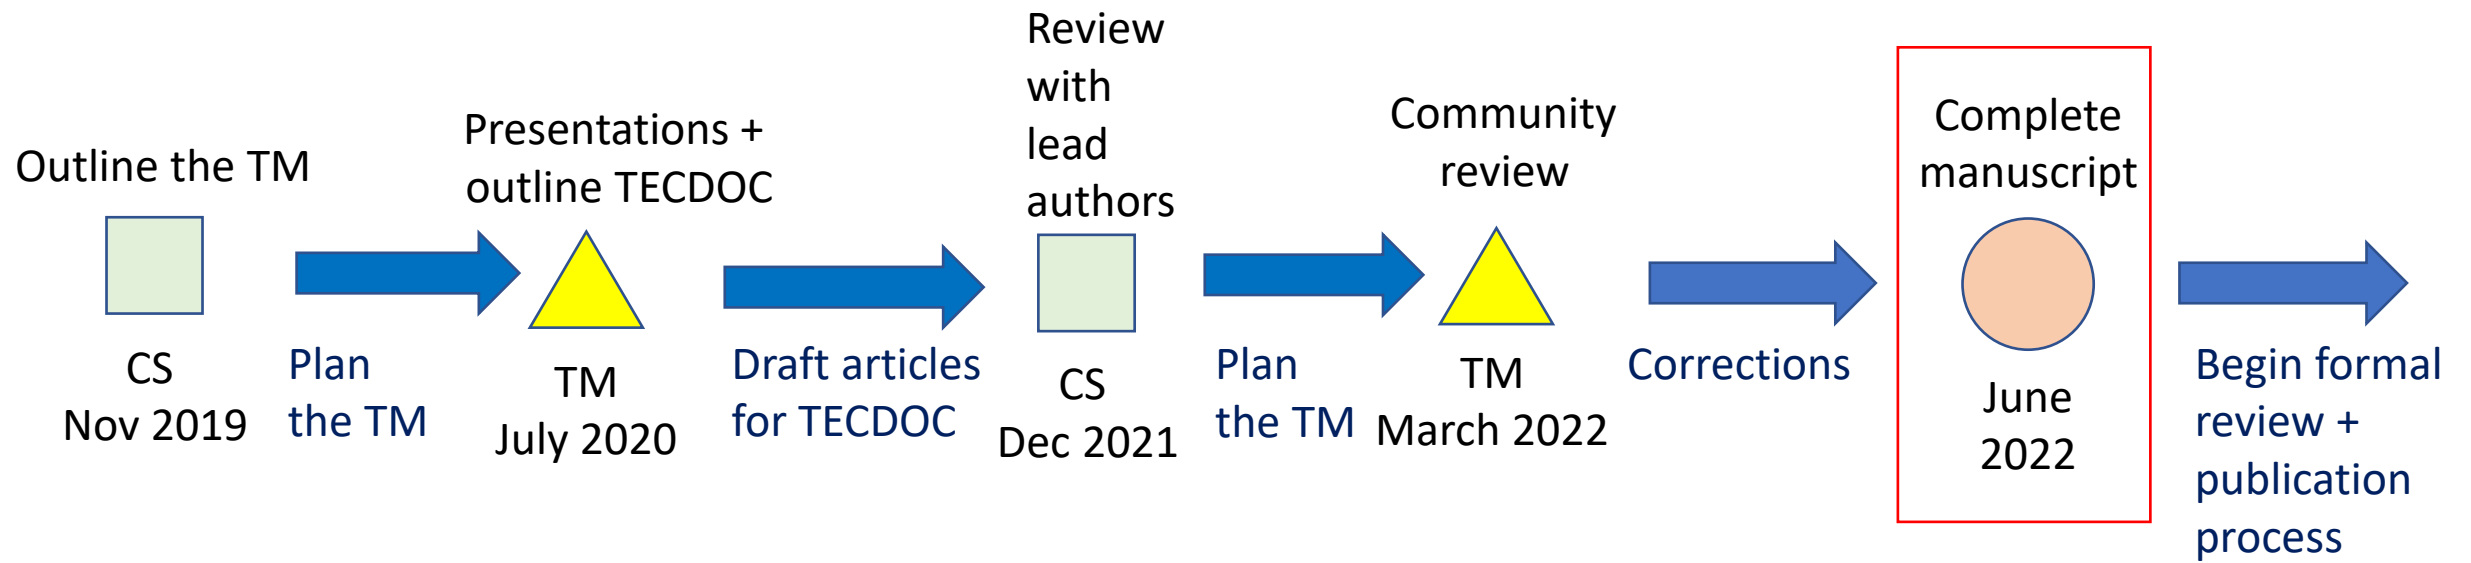 Outline the TM
CS
Nov 2019
Plan
the TM
Presentations +
outline TECDOC
TM
July 2020
Draft articles
for TECDOC
Review
with
lead
authors
CS
Dec 2021
Plan
the TM
Community
review
TM
March 2022
Corrections
Complete
manuscript
June
2022
Begin formal
review +
publication
process